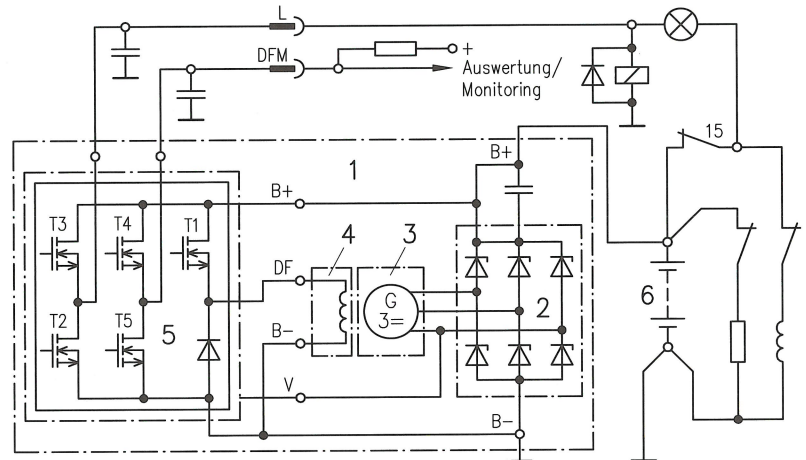 L
DFM
+
Auswertung/
Monitoring
15
B+
1
B+
T3
T4
T1
4
3
DF
G
3=
2
6
T2
T5
5
B-
V
B-